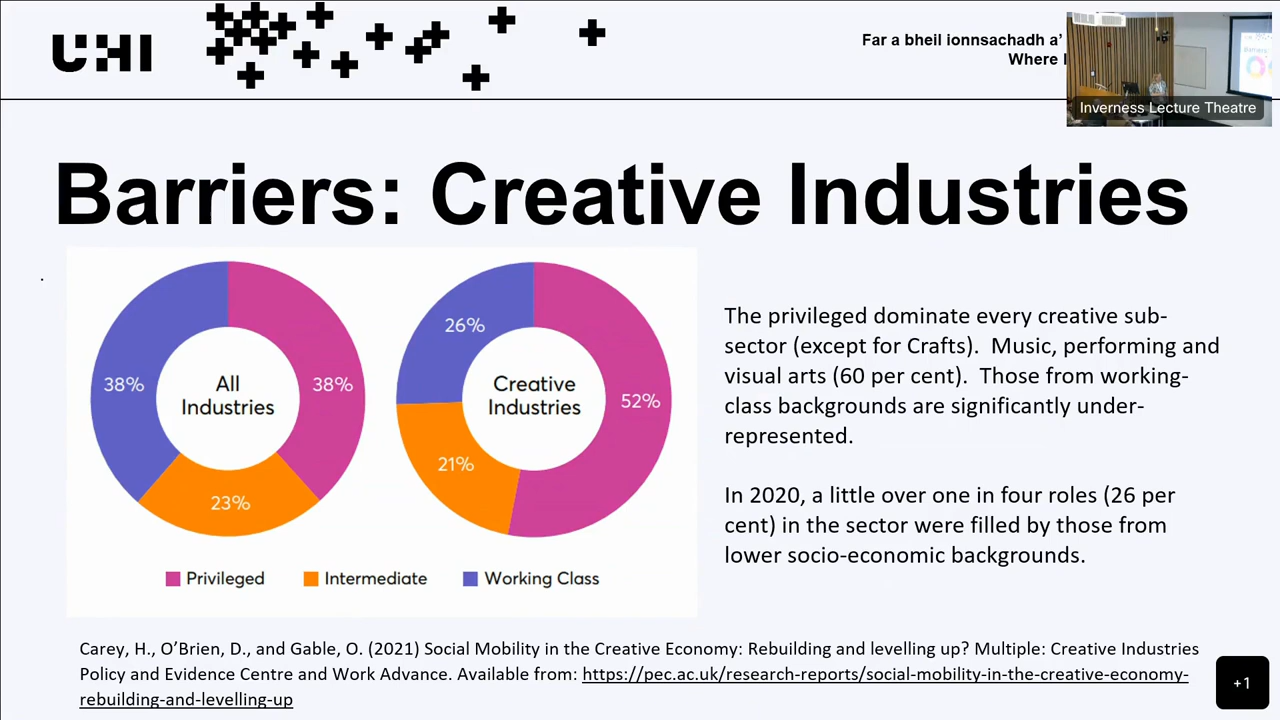 UHI
Far a bheil ionnsachadh a'
Where
Inverness Lecture Theatre
Barriers: Creative Industries
All
Industries
38%
38%
23%
Creative
Industries
26%
52%
21%
Privileged
Intermediate
Working Class
The privileged dominate every creative sub-
sector (except for Crafts).  Music, performing and
visual arts (60 per cent).  Those from working-
class backgrounds are significantly under-
represented.
In 2020, a little over one in four roles (26 per
cent) in the sector were filled by those from
lower socio-economic backgrounds.
Carey, H., O’Brien, D., and Gable, O. (2021) Social Mobility in the Creative Economy: Rebuilding and levelling up? Multiple: Creative Industries
Policy and Evidence Centre and Work Advance. Available from: https://pec.ac.uk/research-reports/social-mobility-in-the-creative-economy-
rebuilding-and-levelling-up
+1